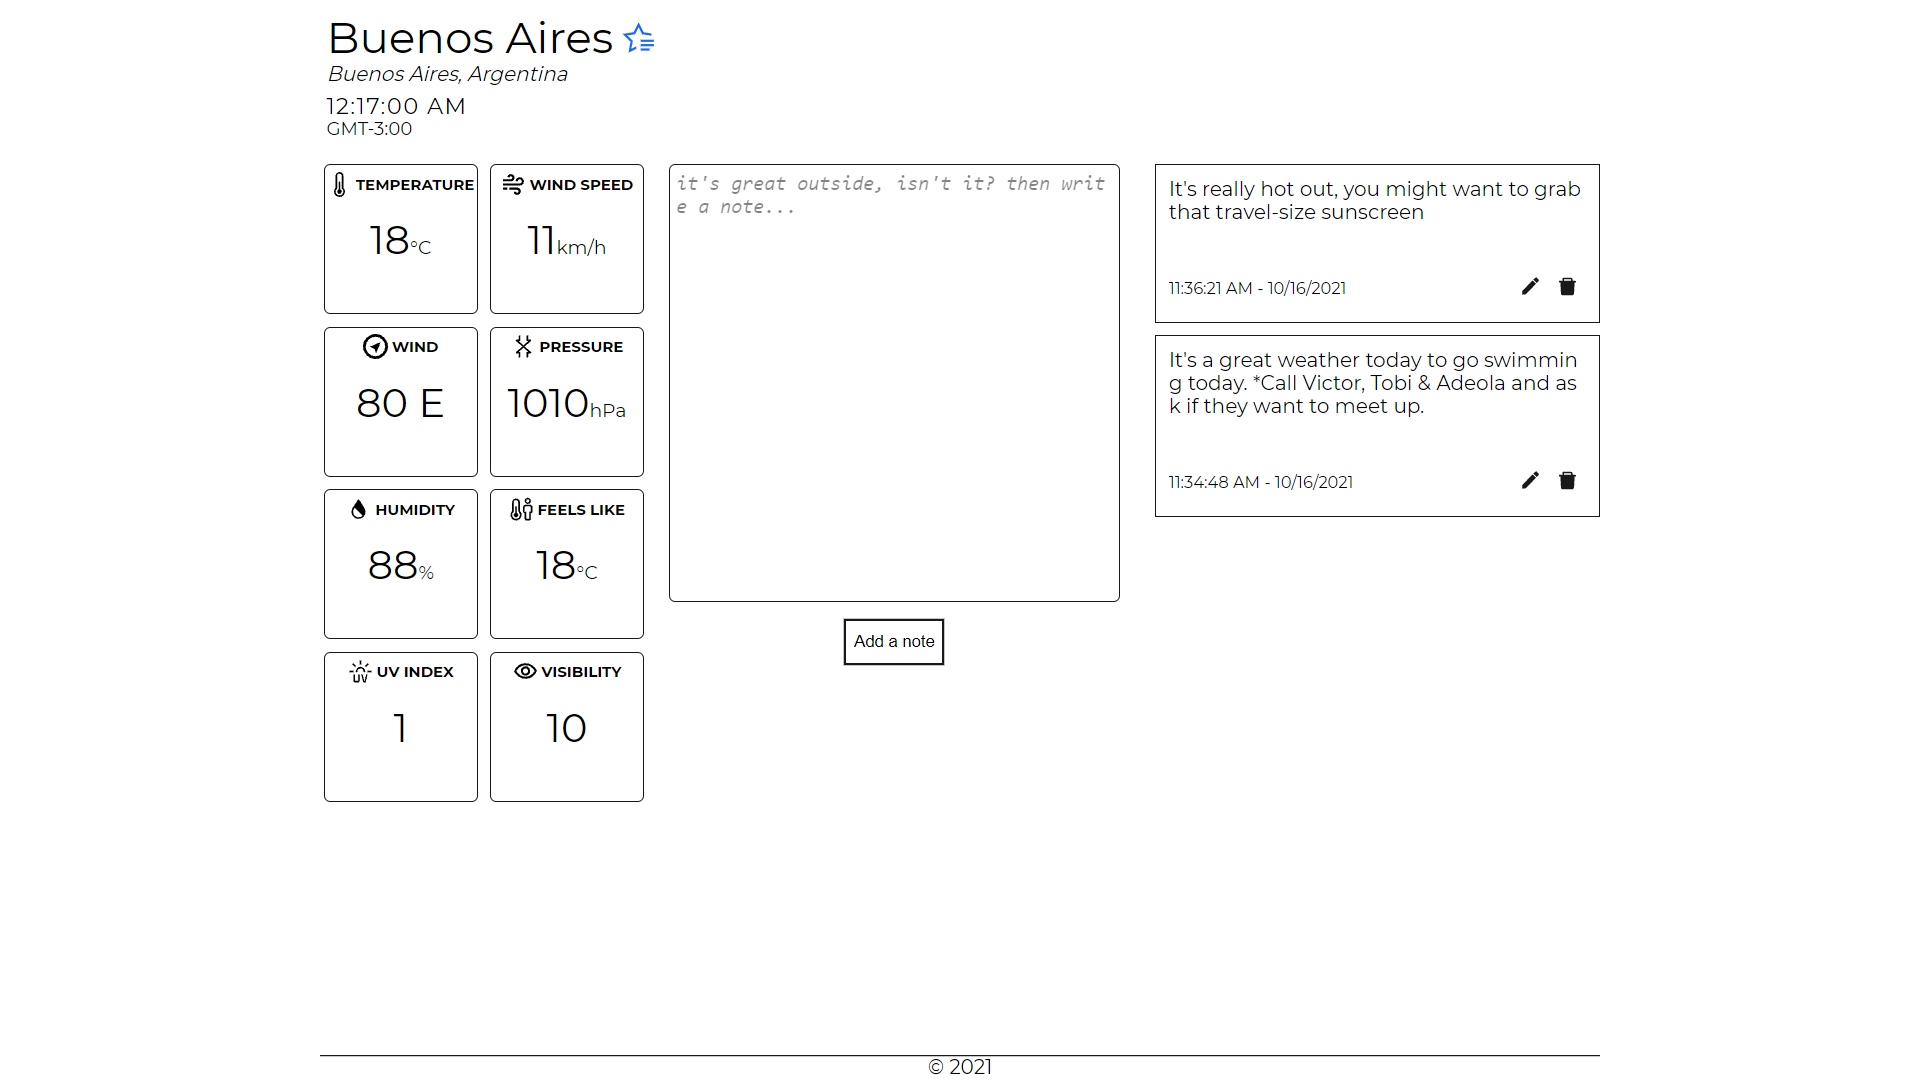 Buenos Aires
Buenos Aires, Argentina
12:17:00 AM
GMT-3:00
TEMPERATURE
18°C
WIND SPEED
11km/h
WIND
80 E
PRESSURE
1010hPa
HUMIDITY
88%
FEELS LIKE
18°C
UV
UV INDEX
1
VISIBILITY
10
it's great outside, isn't it? then writ
e a note...
Add a note
It's really hot out, you might want to grab
that travel-size sunscreen
11:36:21 AM - 10/16/2021
It's a great weather today to go swimmin
g today. *Call Victor, Tobi & Adeola and as
k if they want to meet up.
11:34:48 AM - 10/16/2021
© 2021